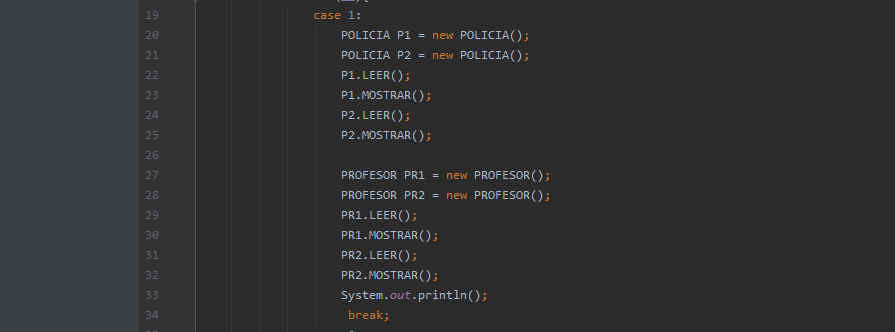 19 case 1:
20 POLICIA P1 = new POLICIA();
21 POLICIA P2 = new POLICIA();
22 P1.LEER();
23 P1.MOSTRAR();
24 P2.LEER();
25 P2.MOSTRAR();
26
27 PROFESOR PR1 = new PROFESOR();
28 PROFESOR PR2 = new PROFESOR();
29 PR1.LEER();
30 PR1.MOSTRAR();
31 PR2.LEER();
32 PR2.MOSTRAR();
33 System.out.println();
34 break;